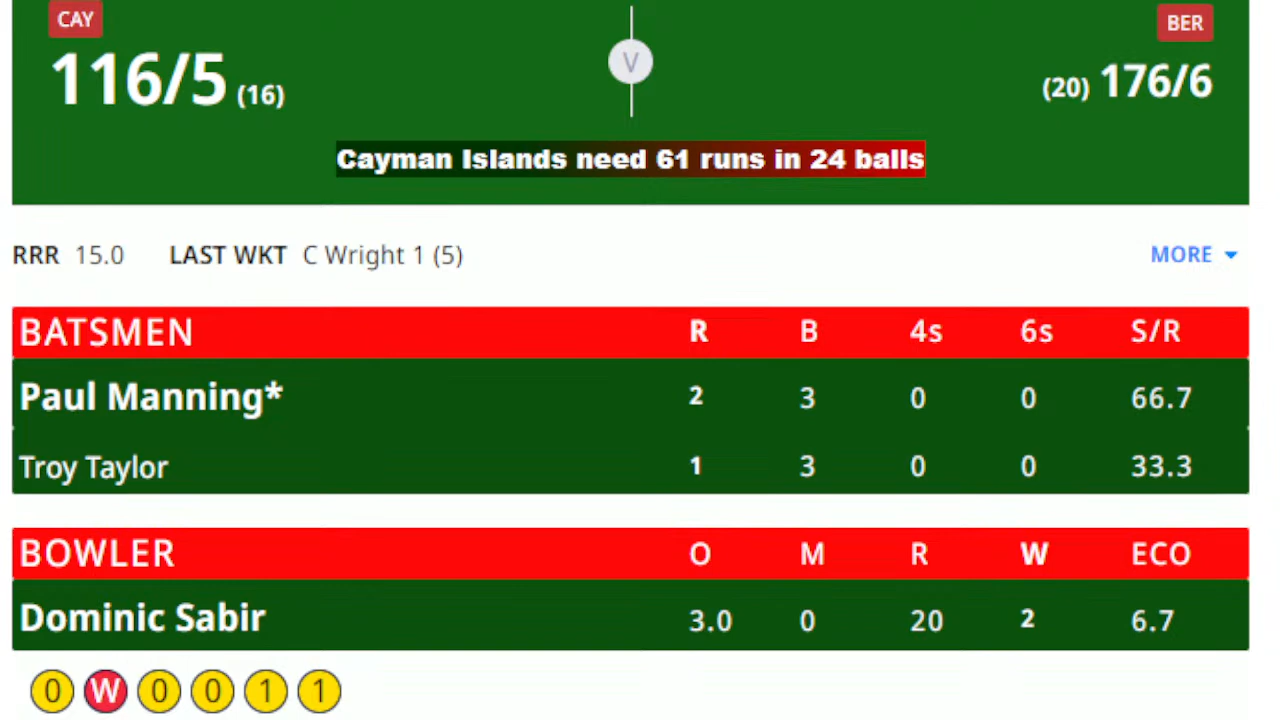 CAY
BER
116/5 (16)
V
(20) 176/6
Cayman Islands need 61 runs in 24 balls
RRR 15.0 LAST WKT C Wright 1 (5) MORE
BATSMEN R B 4s 6s S/R
Paul Manning* 2 3 0 0 66.7
Troy Taylor 1 3 0 0 33.3
BOWLER O M R W ECO
Dominic Sabir 3.0 0 20 2 6.7
0 W 0 0 1 1